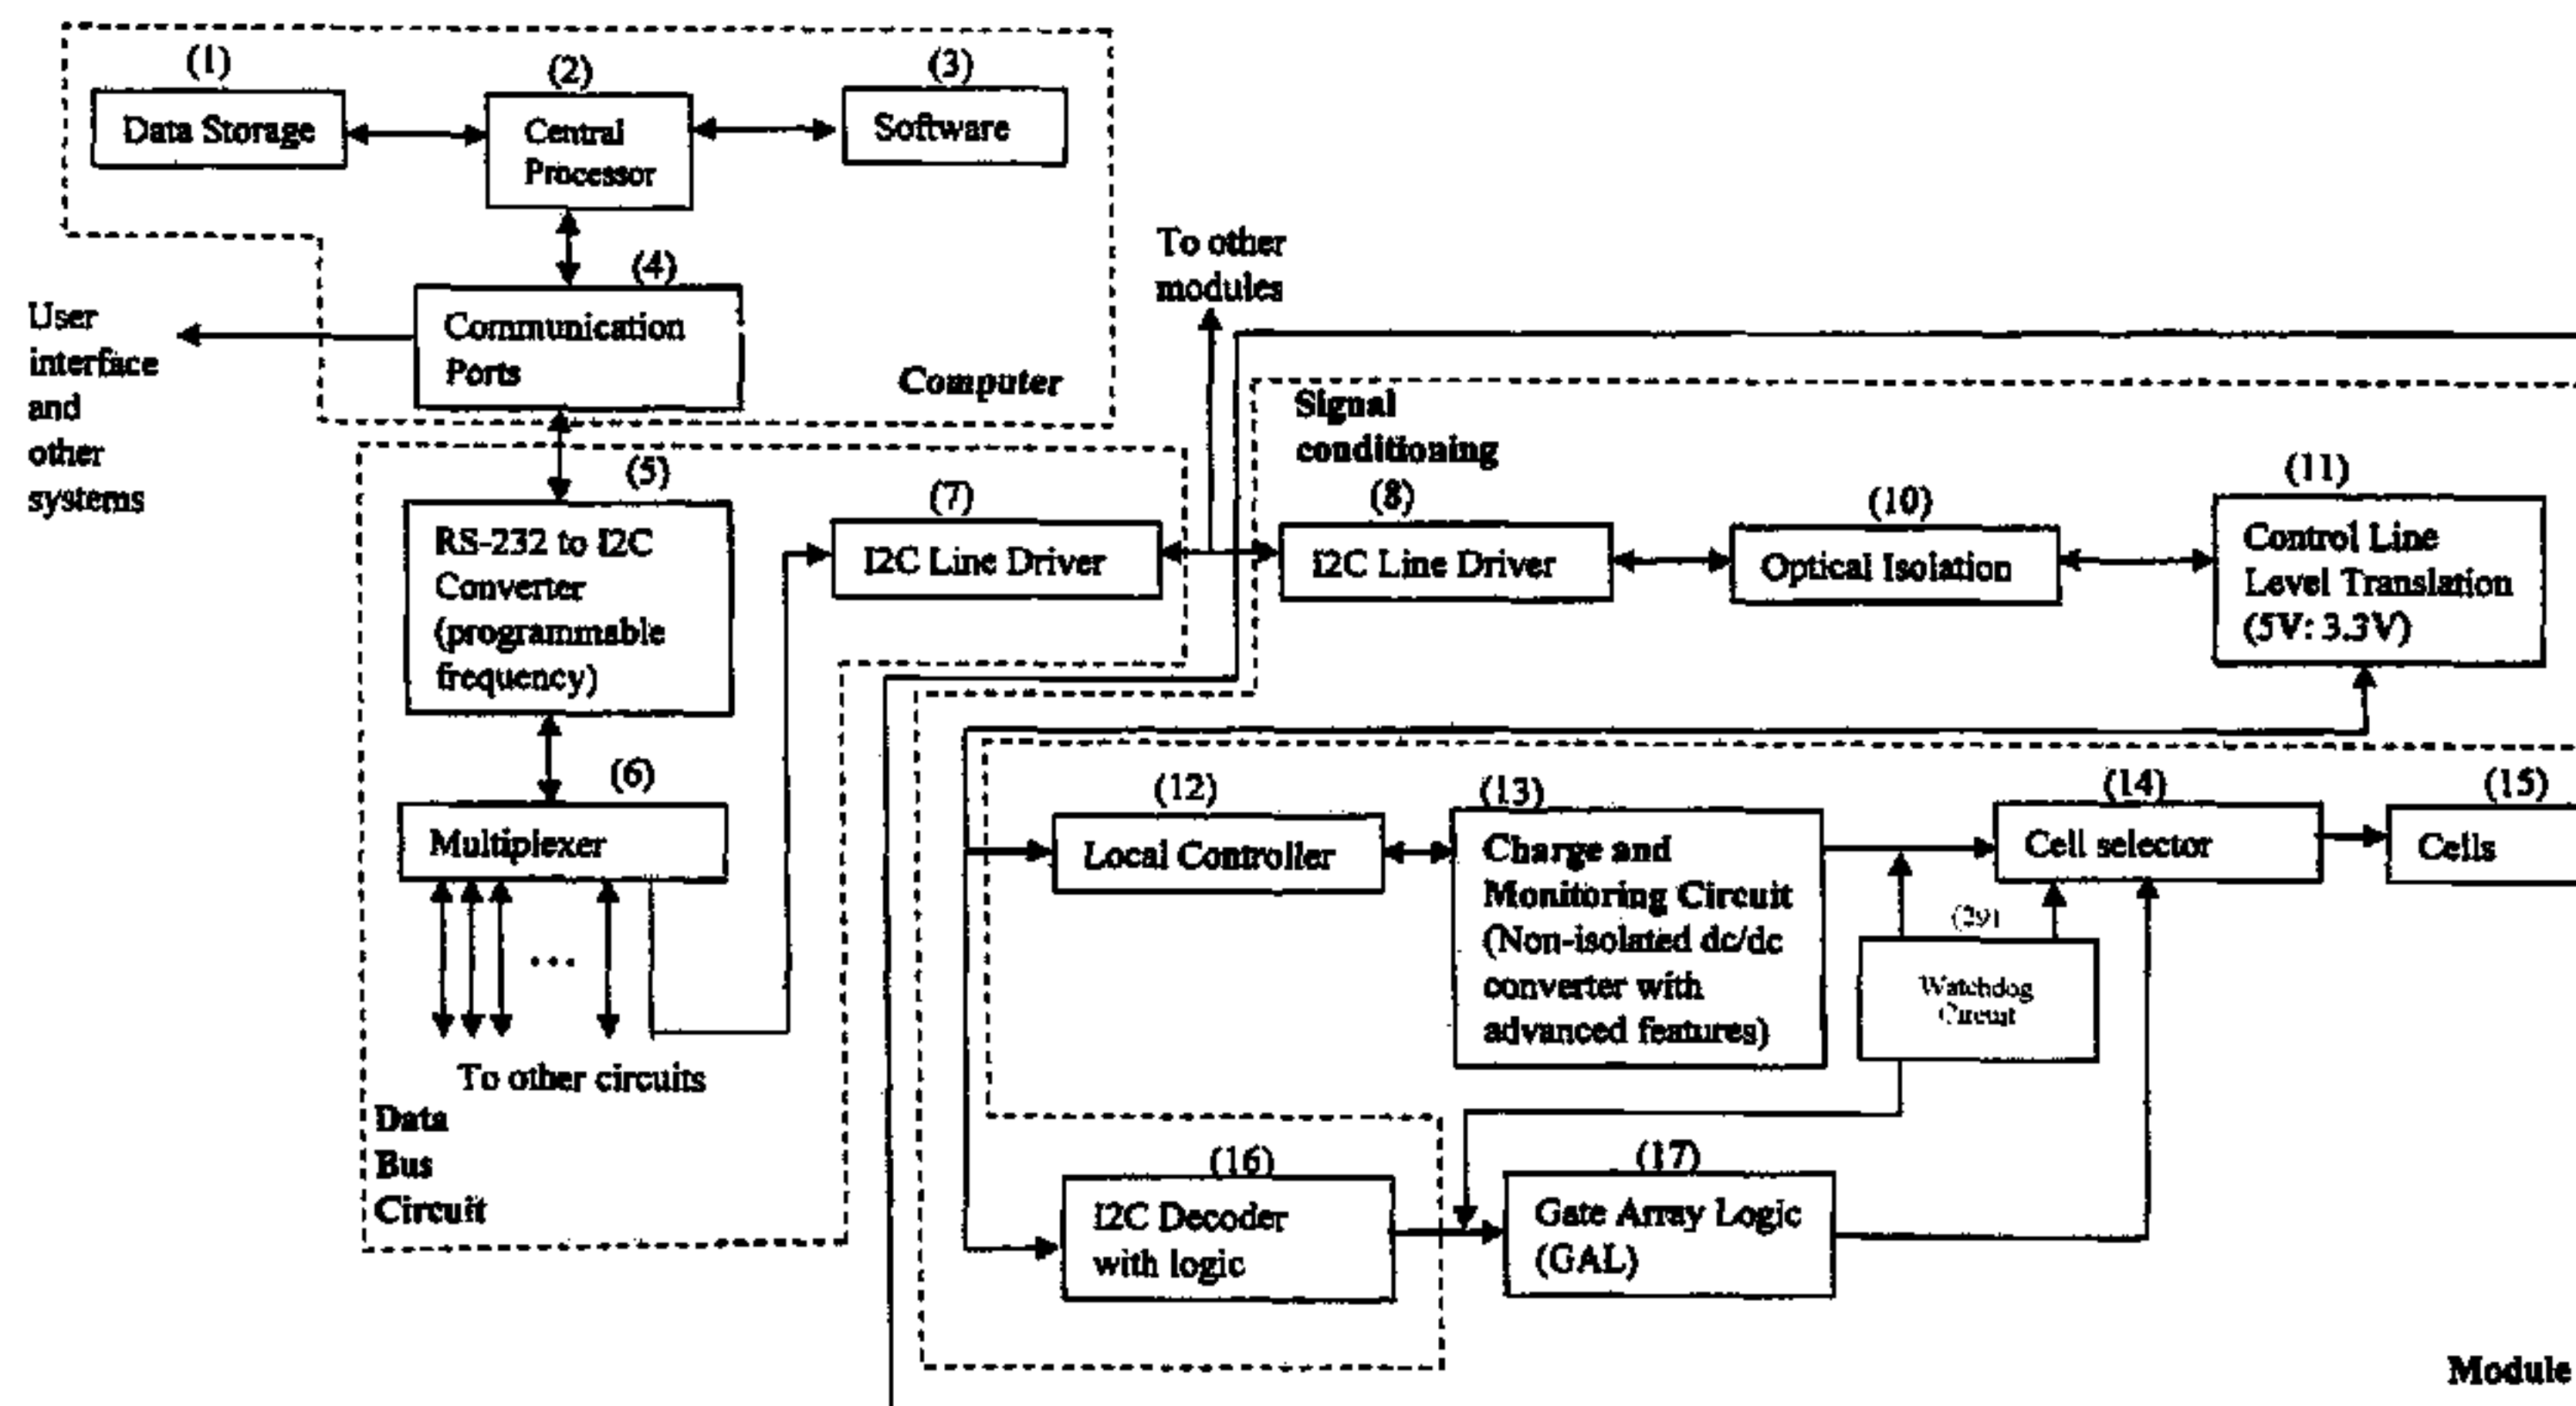 (1)
Data Storage
(2)
Central
Processor
(3)
Software
(4)
Communication
Ports
Computer
User
interface
and
other
systems
To other
modules
(5)
RS-232 to I2C
Converter
(programmable
frequency)
(6)
Multiplexer
...
To other circuits
Data
Bus
Circuit
(7)
I2C Line Driver
Signal
conditioning
(8)
I2C Line Driver
(10)
Optical Isolation
(11)
Control Line
Level Translation
(5V: 3.3V)
(12)
Local Controller
(13)
Charge and
Monitoring Circuit
(Non-isolated dc/dc
converter with
advanced features)
(14)
Cell selector
(15)
Cells
(29)
Watchdog
Circuit
(16)
I2C Decoder
with logic
(17)
Gate Array Logic
(GAL)
Module